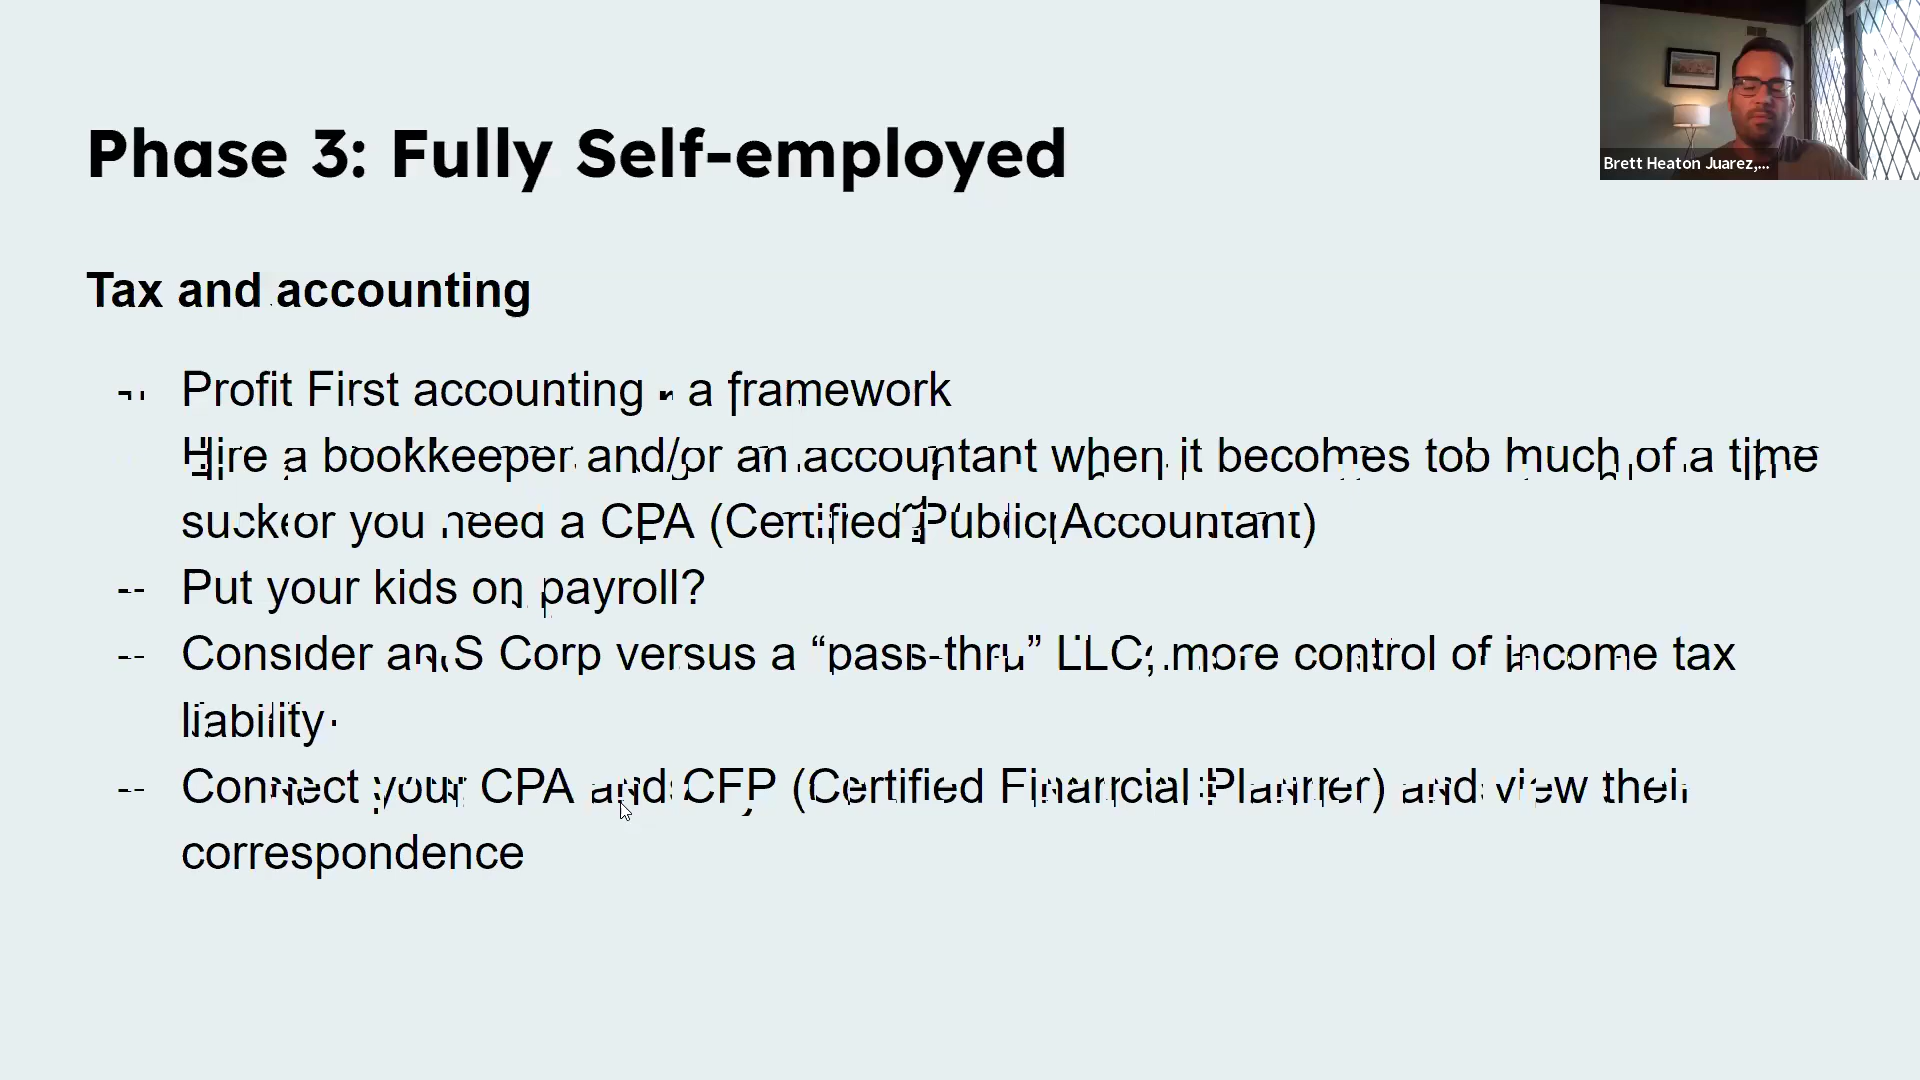 Phase 3: Fully Self-employed
Brett Heaton Juarez,...
Tax and accounting
- Profit First accounting - a framework
Hire a bookkeeper and/or an accountant when it becomes too much of a time
suck or you need a CPA (Certified Public Accountant)
- Put your kids on payroll?
- Consider an S Corp versus a “pass-thru” LLC; more control of income tax
liability
- Connect your CPA and CFP (Certified Financial Planner) and view their
correspondence